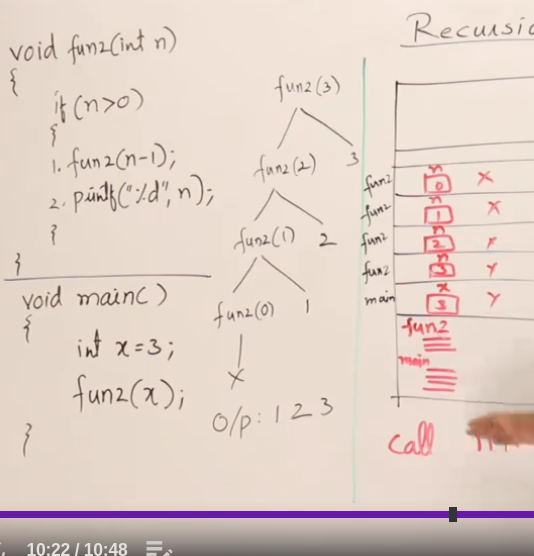 void fun2(int n)
{
if(n>0)
{
1. fun2(n-1);
2. printf("%d", n);
}
}
void main()
{
int x=3;
fun2(x);
}
fun2(3)
fun2(2) 3
fun2(1) 2
fun2(0) 1
X
O/p: 1 2 3
Recursio
fun2 n 0 X
fun2 n 1 X
fun2 n 2 x
fun2 n 3 Y
main x 3 Y
fun2
main
Call
10:22 / 10:48